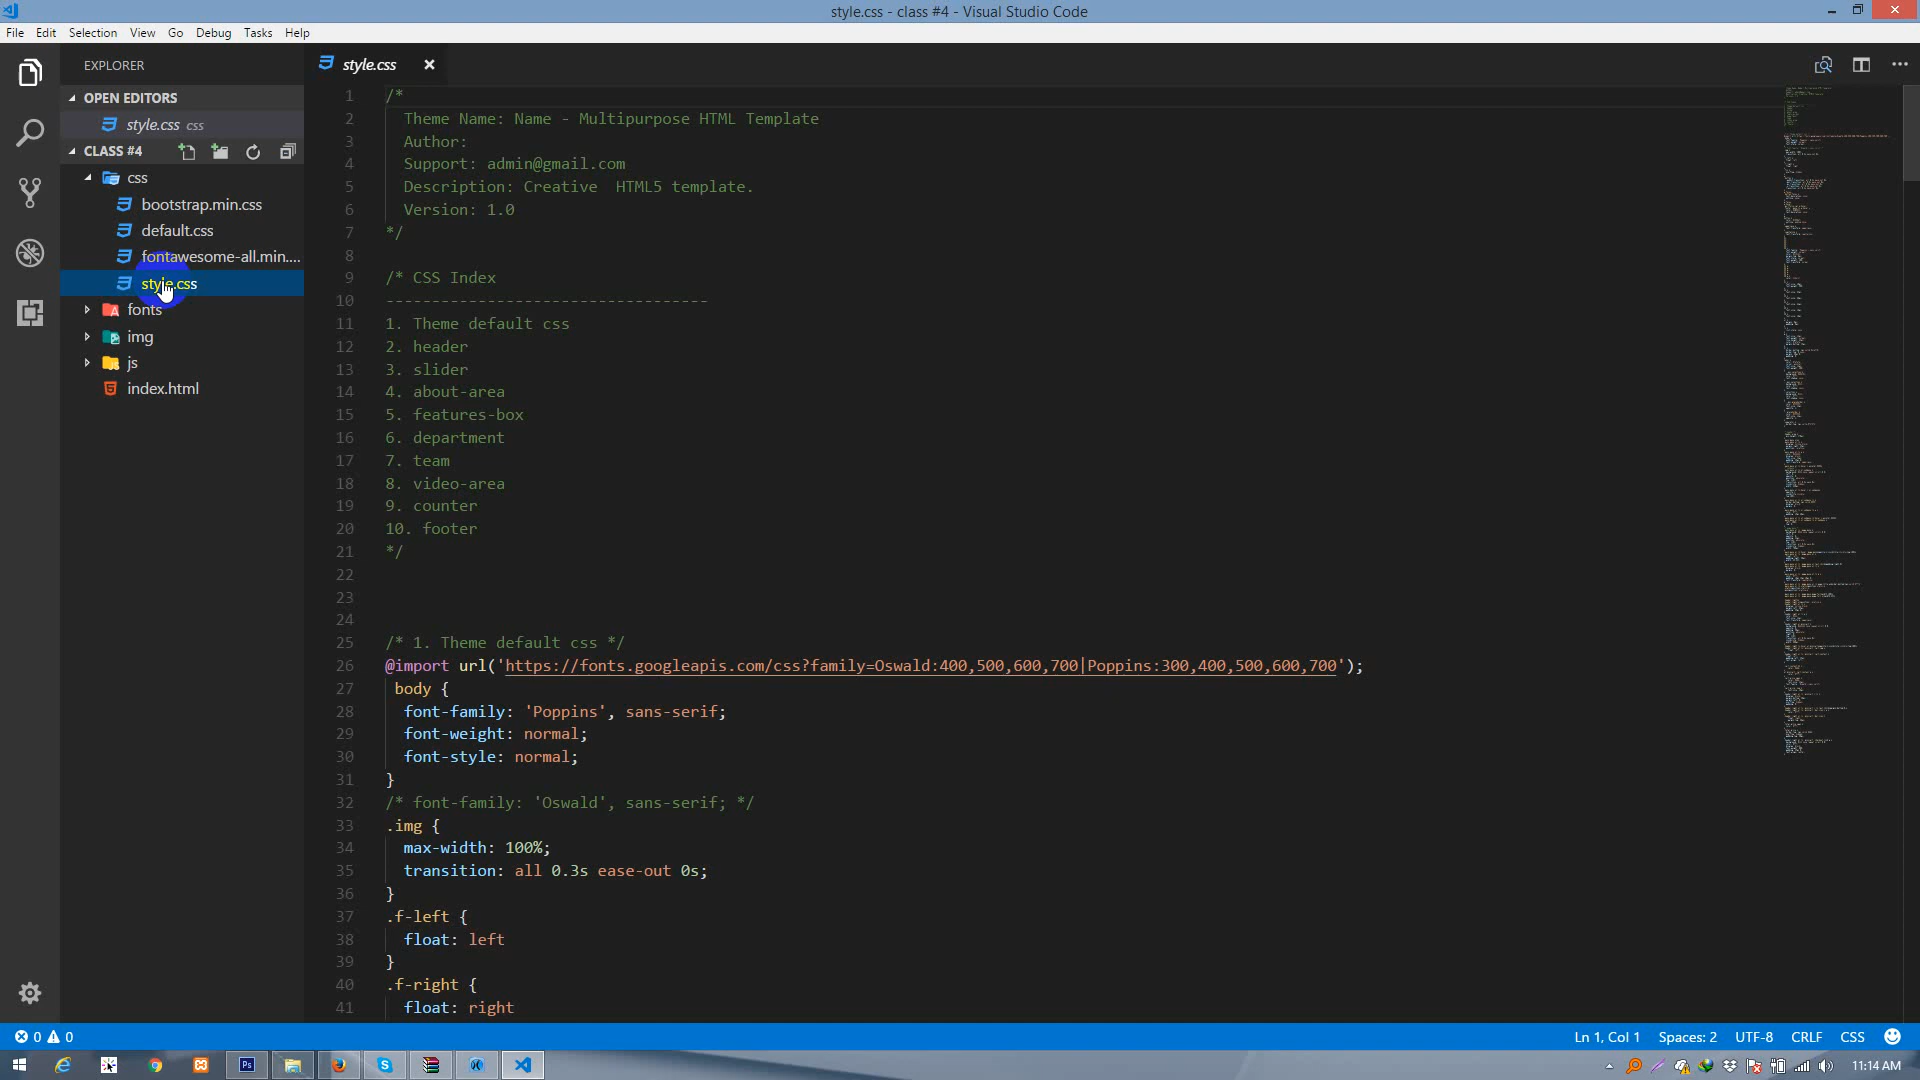 style.css - class #4 - Visual Studio Code
File Edit Selection View Go Debug Tasks Help
EXPLORER
OPEN EDITORS
style.css css
CLASS #4
css
bootstrap.min.css
default.css
fontawesome-all.min....
style.css
fonts
img
js
index.html
style.css
1 /*
2 Theme Name: Name - Multipurpose HTML Template
3 Author:
4 Support: admin@gmail.com
5 Description: Creative  HTML5 template.
6 Version: 1.0
7 */
8
9 /* CSS Index
10 -----------------------------------
11 1. Theme default css
12 2. header
13 3. slider
14 4. about-area
15 5. features-box
16 6. department
17 7. team
18 8. video-area
19 9. counter
20 10. footer
21 */
22
23
24
25 /* 1. Theme default css */
26 @import url('https://fonts.googleapis.com/css?family=Oswald:400,500,600,700|Poppins:300,400,500,600,700');
27 body {
28 font-family: 'Poppins', sans-serif;
29 font-weight: normal;
30 font-style: normal;
31 }
32 /* font-family: 'Oswald', sans-serif; */
33 .img {
34 max-width: 100%;
35 transition: all 0.3s ease-out 0s;
36 }
37 .f-left {
38 float: left
39 }
40 .f-right {
41 float: right
0 0
Ln 1, Col 1 Spaces: 2 UTF-8 CRLF CSS
Ps
11:14 AM